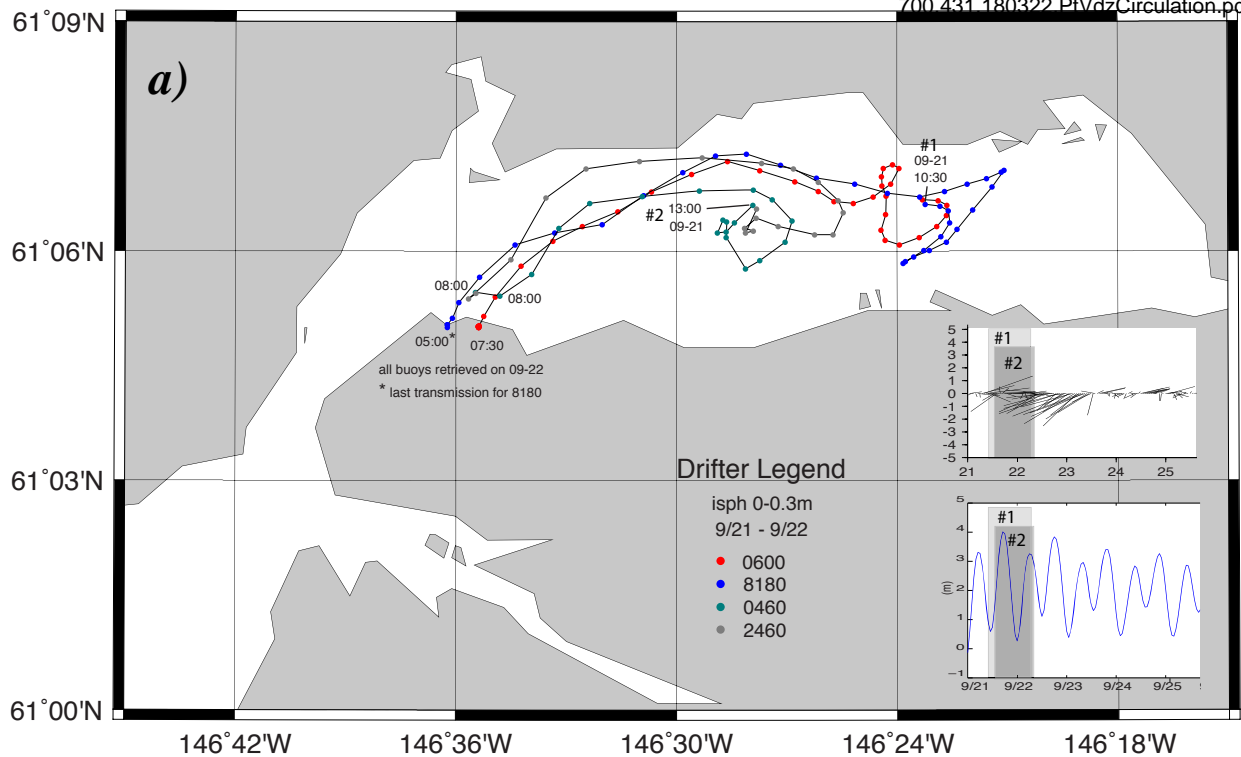 700.431.180322.PtVdzCirculation.pd
61°09'N
a)
#1
09-21
10:30
#2
13:00
09-21
61°06'N
08:00
08:00
05:00*
07:30
all buoys retrieved on 09-22
* last transmission for 8180
5
4
3
2
1
0
-1
-2
-3
-4
-5
#1
#2
21
22
23
24
25
61°03'N
Drifter Legend
isph 0-0.3m
9/21 - 9/22
0600
8180
0460
2460
5
4
3
2
1
0
-1
(m)
#1
#2
9/21
9/22
9/23
9/24
9/25
61°00'N
146°42'W
146°36'W
146°30'W
146°24'W
146°18'W